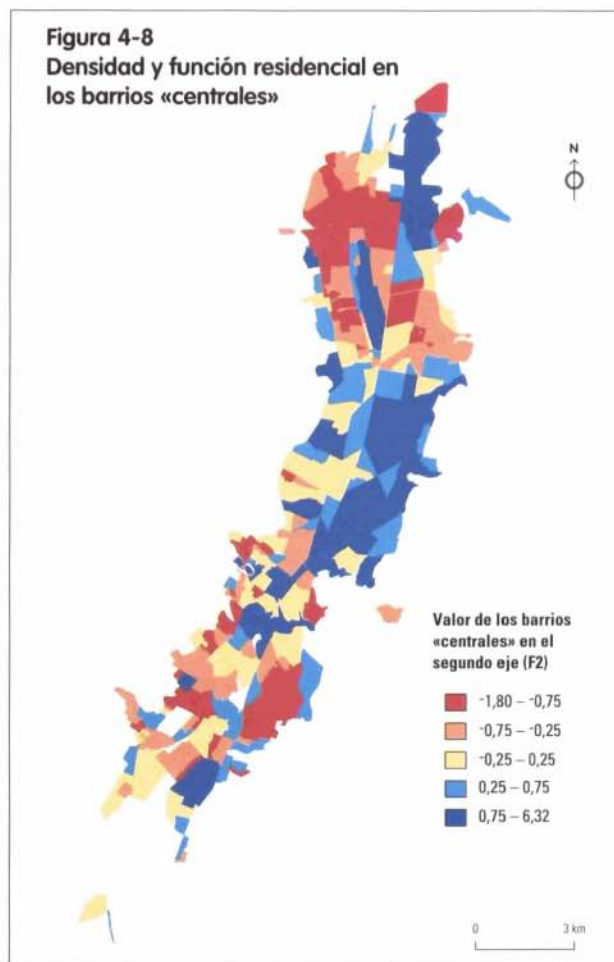 Figura 4-8
Densidad y función residencial en
los barrios «centrales»
N
Valor de los barrios
«centrales» en el
segundo eje (F2)
-1,80 – -0,75
-0,75 – -0,25
-0,25 – 0,25
0,25 – 0,75
0,75 – 6,32
0 3 km